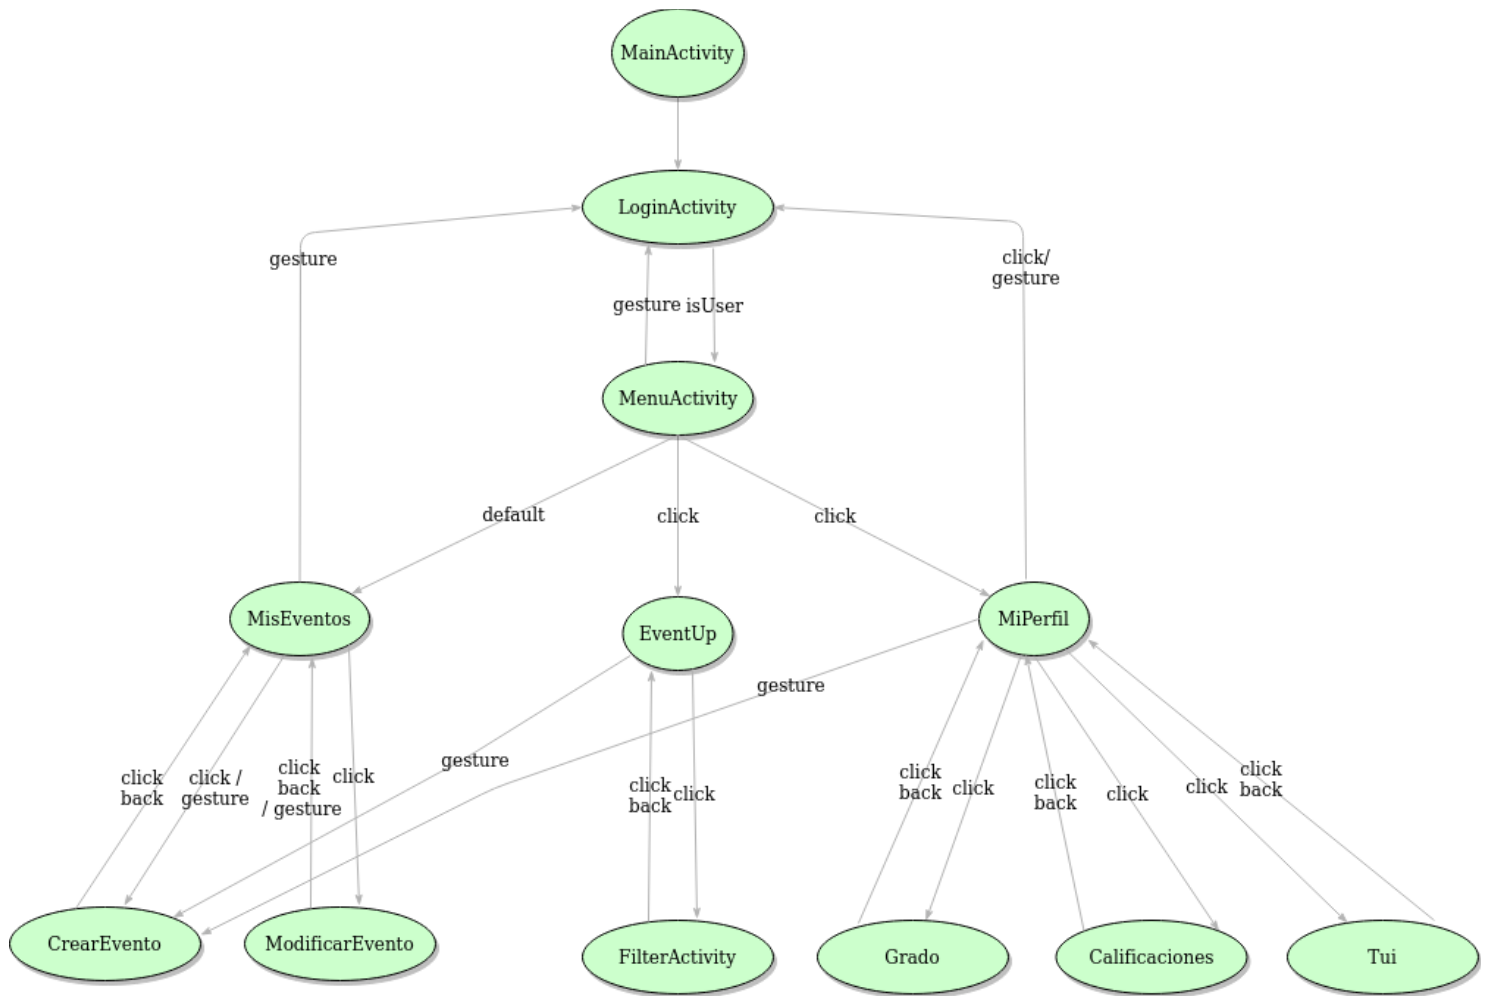 MainActivity
LoginActivity
gesture
click/
gesture
gesture
isUser
MenuActivity
default
click
click
MisEventos
EventUp
MiPerfil
gesture
gesture
click
back
click /
gesture
click
back
/ gesture
click
click
back
click
click
back
click
click
back
click
click
click
back
CrearEvento
ModificarEvento
FilterActivity
Grado
Calificaciones
Tui